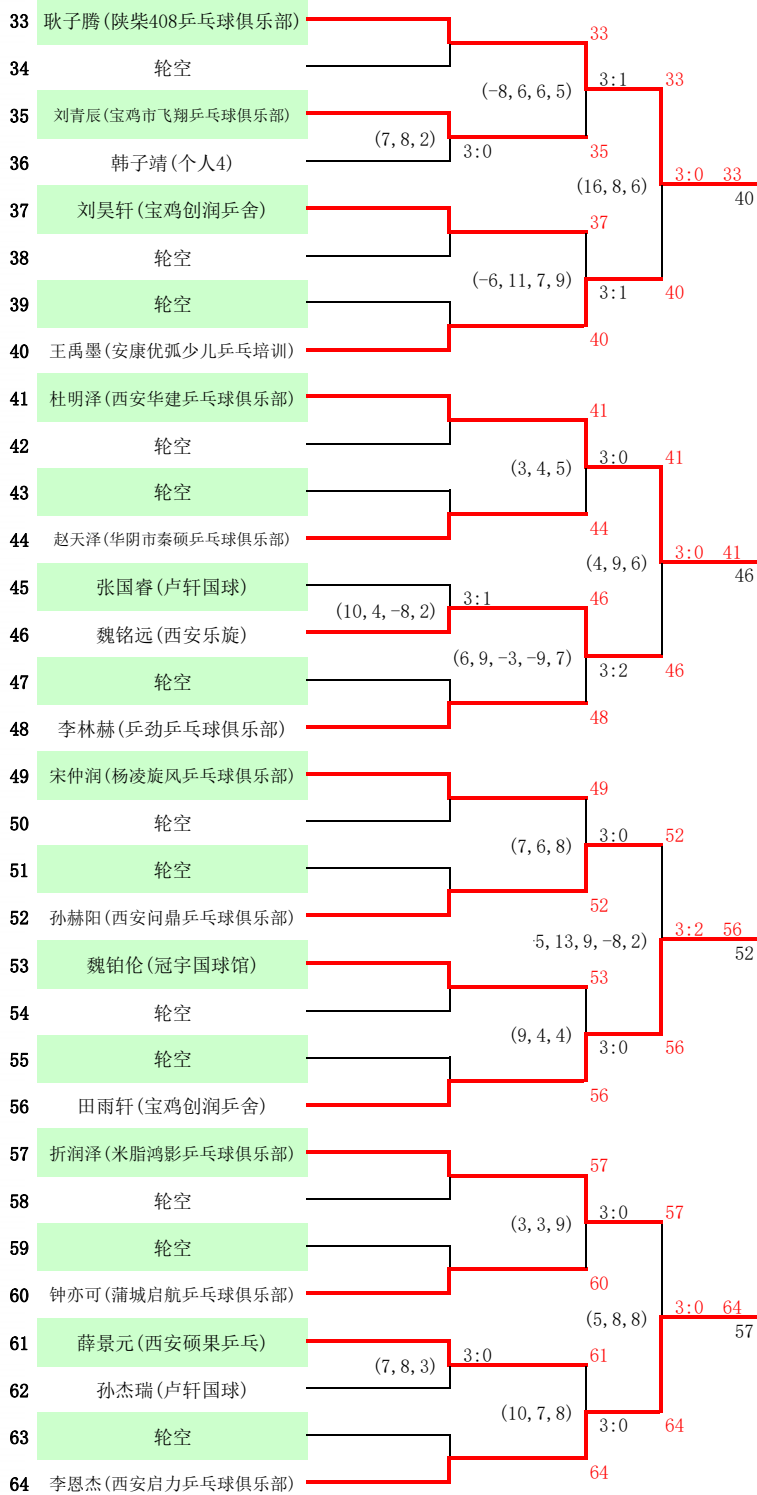 33 耿子腾(陕柴408乒乓球俱乐部)
33
34 轮空
(-8, 6, 6, 5) 3:1 33
35 刘青辰(宝鸡市飞翔乒乓球俱乐部)
(7, 8, 2) 3:0 35
36 韩子靖(个人4)
(16, 8, 6) 3:0 33
40
37 刘昊轩(宝鸡创润乒舍)
37
38 轮空
(-6, 11, 7, 9) 3:1 40
39 轮空
40
40 王禹墨(安康优弧少儿乒乓培训)
41 杜明泽(西安华建乒乓球俱乐部)
41
42 轮空
(3, 4, 5) 3:0 41
43 轮空
44
44 赵天泽(华阴市秦硕乒乓球俱乐部)
(4, 9, 6) 3:0 41
46
45 张国睿(卢轩国球)
(10, 4, -8, 2) 3:1 46
46 魏铭远(西安乐旋)
(6, 9, -3, -9, 7) 3:2 46
47 轮空
48
48 李林赫(乒劲乒乓球俱乐部)
49 宋仲润(杨凌旋风乒乓球俱乐部)
49
50 轮空
(7, 6, 8) 3:0 52
51 轮空
52
52 孙赫阳(西安问鼎乒乓球俱乐部)
-5, 13, 9, -8, 2) 3:2 56
52
53 魏铂伦(冠宇国球馆)
53
54 轮空
(9, 4, 4) 3:0 56
55 轮空
56
56 田雨轩(宝鸡创润乒舍)
57 折润泽(米脂鸿影乒乓球俱乐部)
57
58 轮空
(3, 3, 9) 3:0 57
59 轮空
60
60 钟亦可(蒲城启航乒乓球俱乐部)
(5, 8, 8) 3:0 64
57
61 薛景元(西安硕果乒乓)
(7, 8, 3) 3:0 61
62 孙杰瑞(卢轩国球)
(10, 7, 8) 3:0 64
63 轮空
64
64 李恩杰(西安启力乒乓球俱乐部)